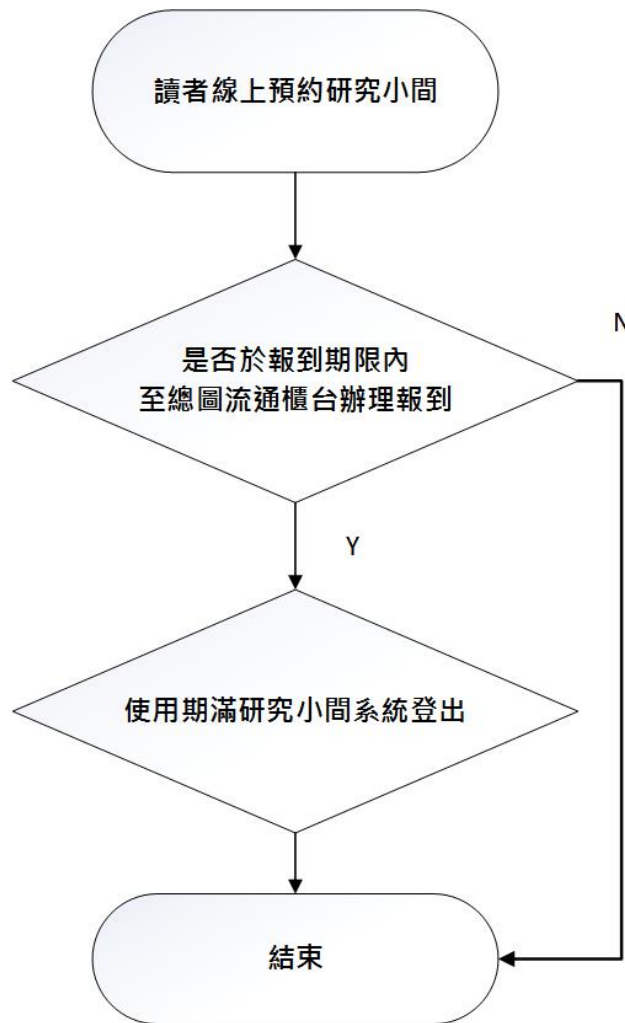 讀者線上預約研究小間
是否於報到期限內
至總圖流通櫃台辦理報到
N
Y
使用期滿研究小間系統登出
結束